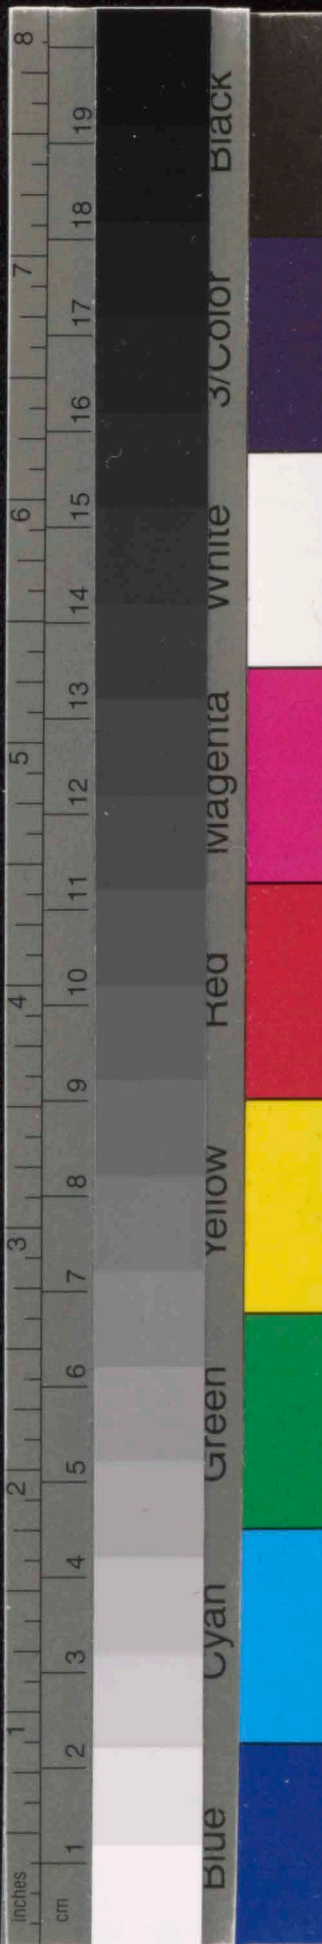 inches 1 2 3 4 5 6 7 8
cm 1 2 3 4 5 6 7 8 9 10 11 12 13 14 15 16 17 18 19
Blue Cyan Green Yellow Red Magenta White 3/Color Black